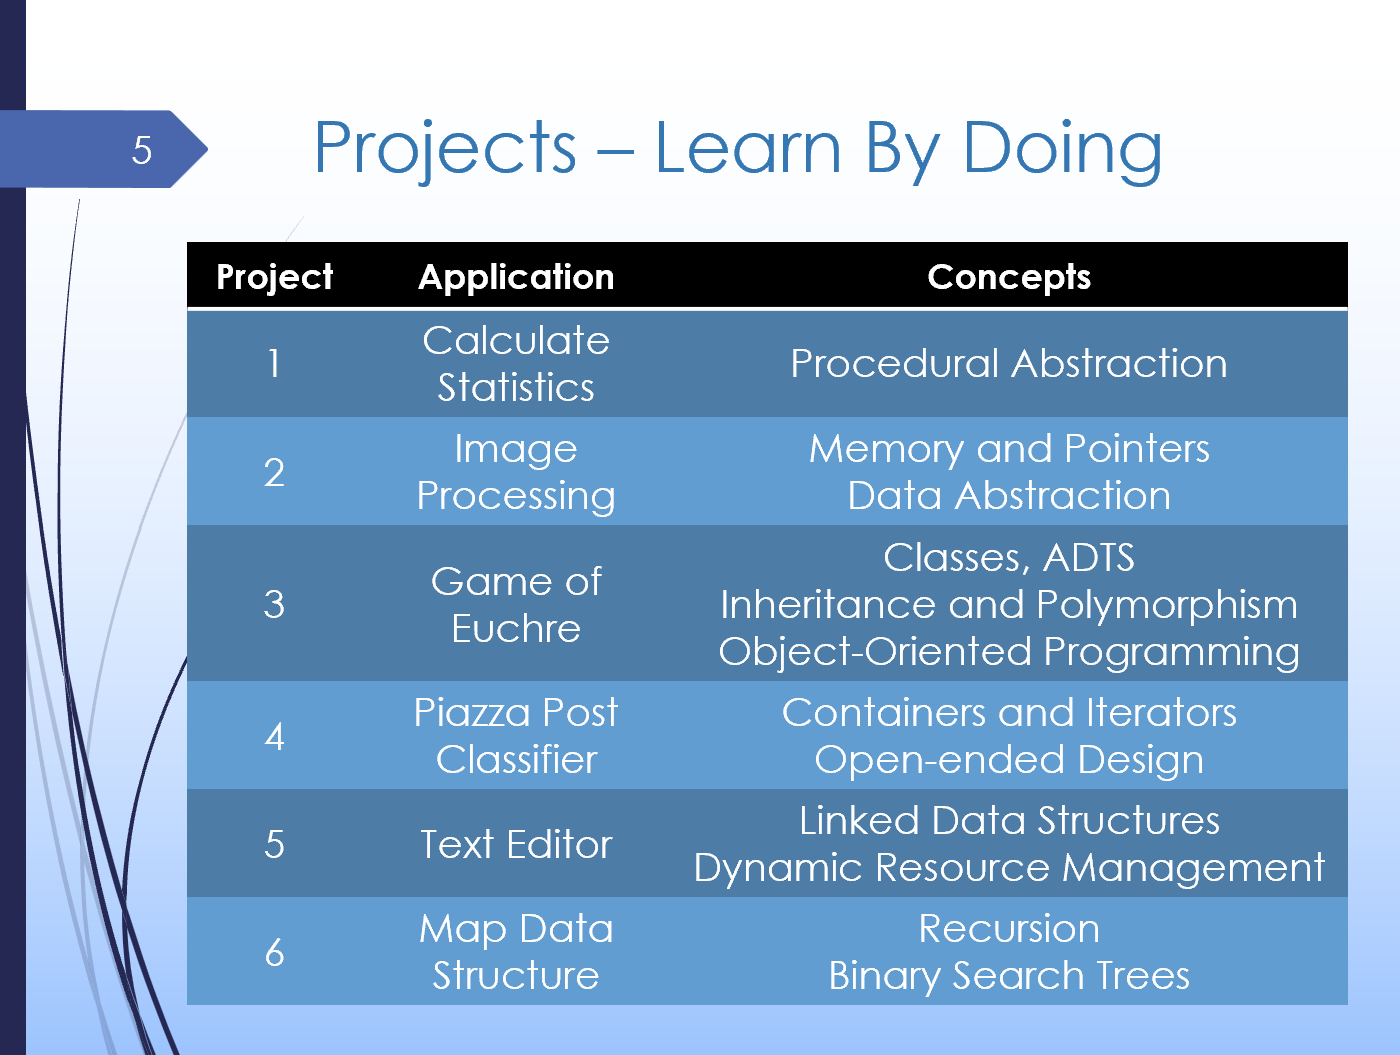 5
Projects – Learn By Doing
Project Application Concepts
1 Calculate Statistics Procedural Abstraction
2 Image Processing Memory and Pointers
Data Abstraction
3 Game of Euchre Classes, ADTS
Inheritance and Polymorphism
Object-Oriented Programming
4 Piazza Post Classifier Containers and Iterators
Open-ended Design
5 Text Editor Linked Data Structures
Dynamic Resource Management
6 Map Data Structure Recursion
Binary Search Trees